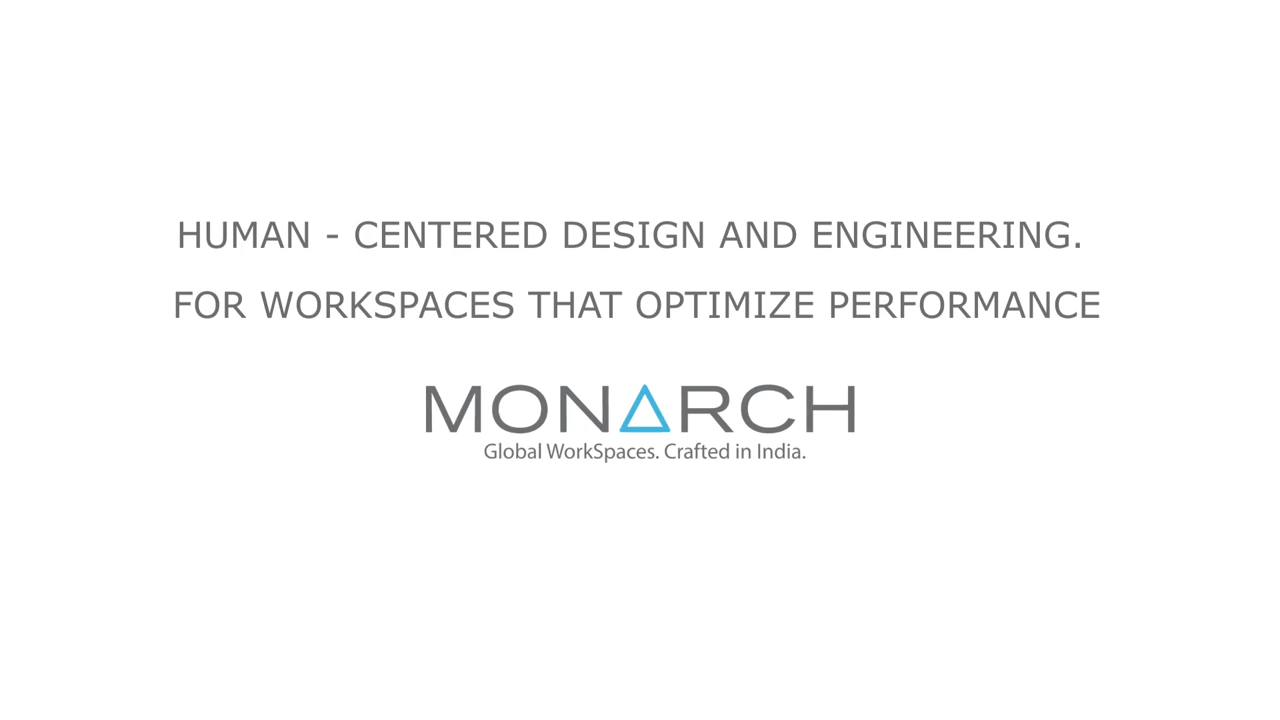 HUMAN - CENTERED DESIGN AND ENGINEERING.
FOR WORKSPACES THAT OPTIMIZE PERFORMANCE
MONARCH
Global WorkSpaces. Crafted in India.